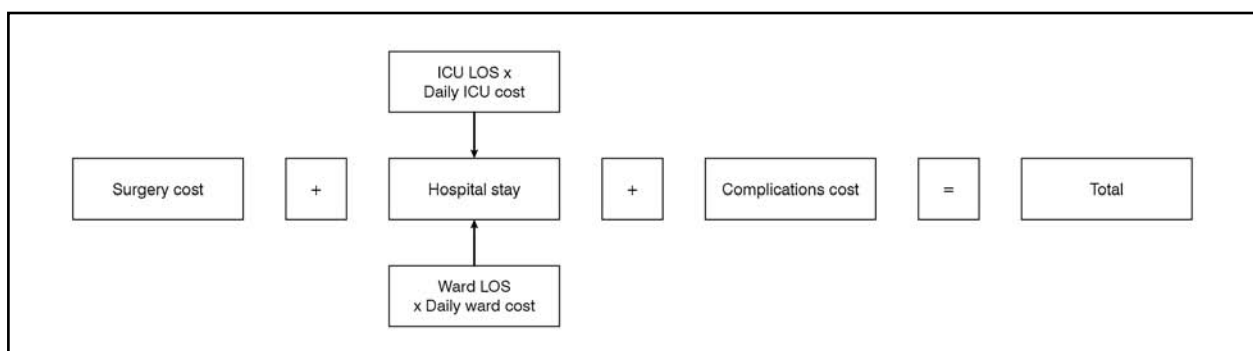 ICU LOS x
Daily ICU cost
Surgery cost
+
Hospital stay
+
Complications cost
=
Total
Ward LOS
x Daily ward cost